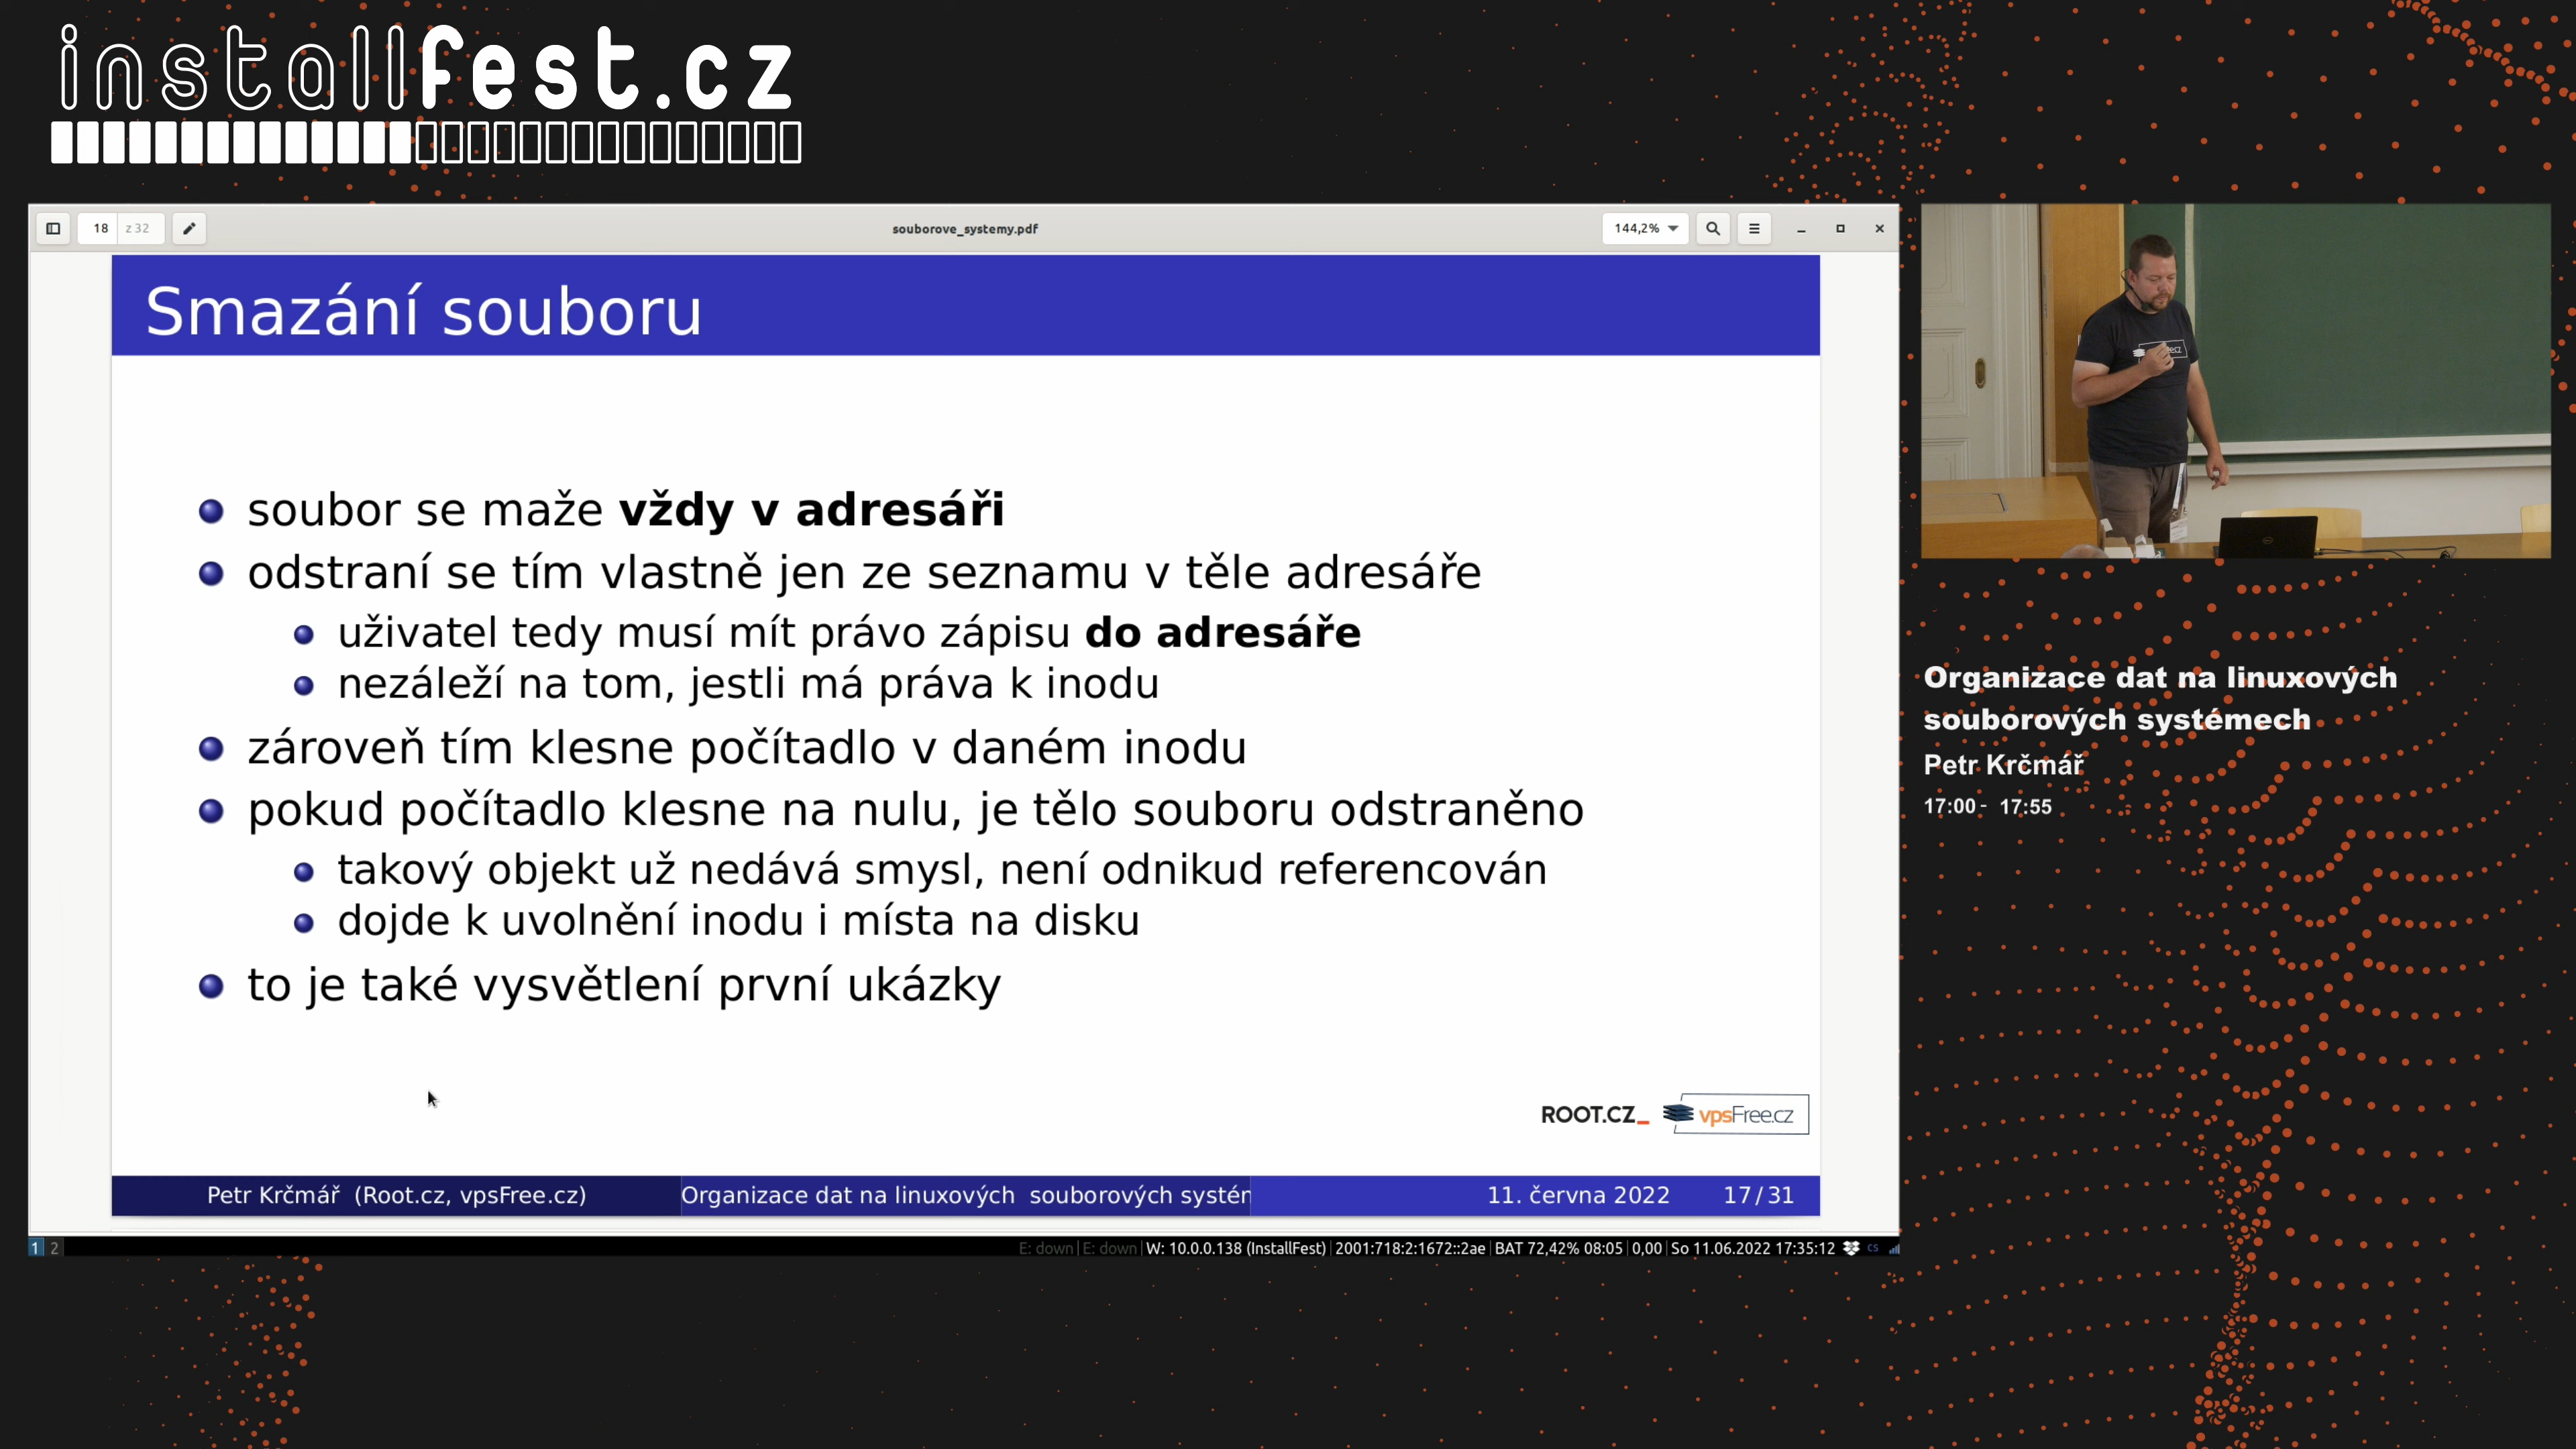 installfest.cz
18 z 32
souborove_systemy.pdf
144,2%
Smazání souboru
soubor se maže vždy v adresáři
odstraní se tím vlastně jen ze seznamu v těle adresáře
uživatel tedy musí mít právo zápisu do adresáře
nezáleží na tom, jestli má práva k inodu
zároveň tím klesne počítadlo v daném inodu
pokud počítadlo klesne na nulu, je tělo souboru odstraněno
takový objekt už nedává smysl, není odnikud referencován
dojde k uvolnění inodu i místa na disku
to je také vysvětlení první ukázky
ROOT.CZ_ vpsFree.cz
Petr Krčmář (Root.cz, vpsFree.cz) Organizace dat na linuxových souborových systém 11. června 2022 17/31
1 2 E: down | E: down | W: 10.0.0.138 (InstallFest) | 2001:718:2:1672::2ae | BAT 72,42% 08:05 | 0,00 | So 11.06.2022 17:35:12 cs
Organizace dat na linuxových
souborových systémech
Petr Krčmář
17:00 - 17:55